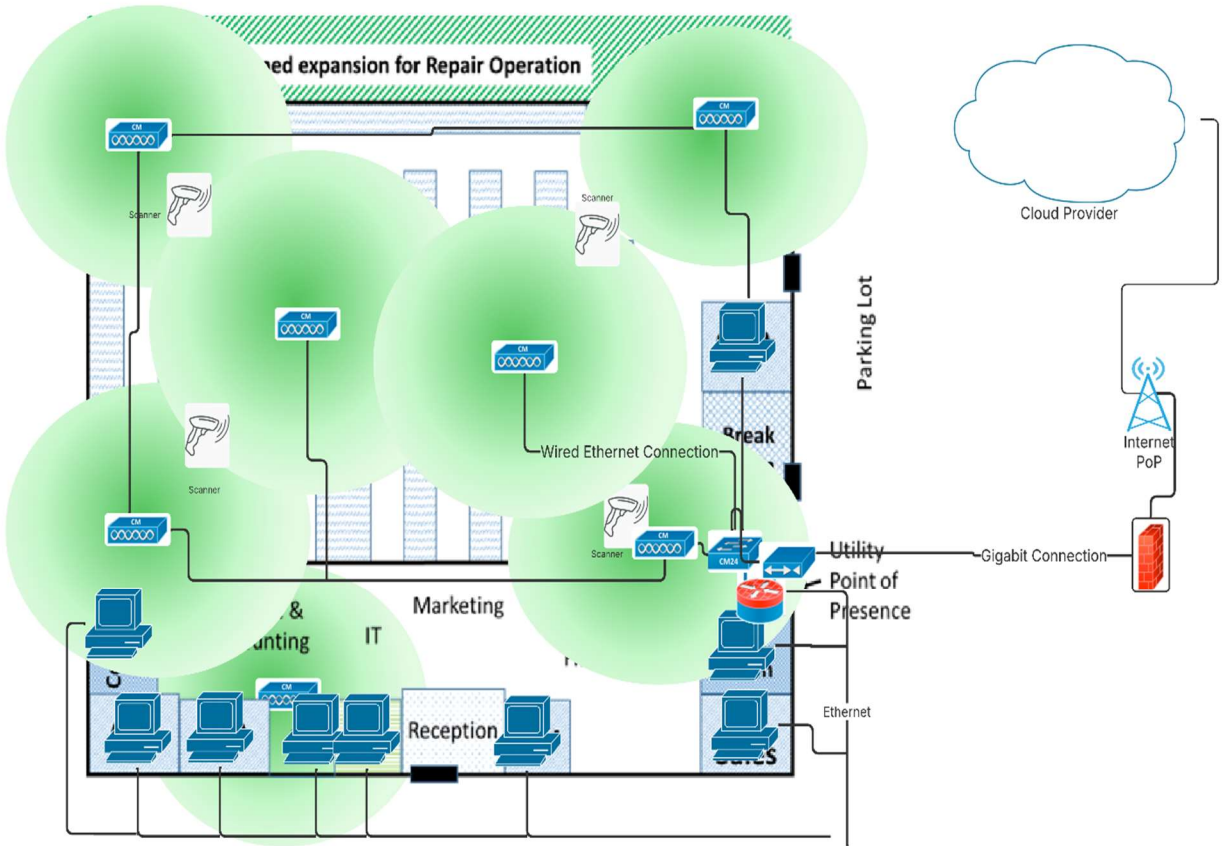 ned expansion for Repair Operation
CM
CM
Scanner
Scanner
Cloud Provider
CM
CM
Parking Lot
Break
Wired Ethernet Connection
Internet
PoP
Scanner
CM
Scanner
CM
CM24
Gigabit Connection
Utility
Point of
Presence
Marketing
&
unting
IT
CM
Reception
Ethernet
Sales